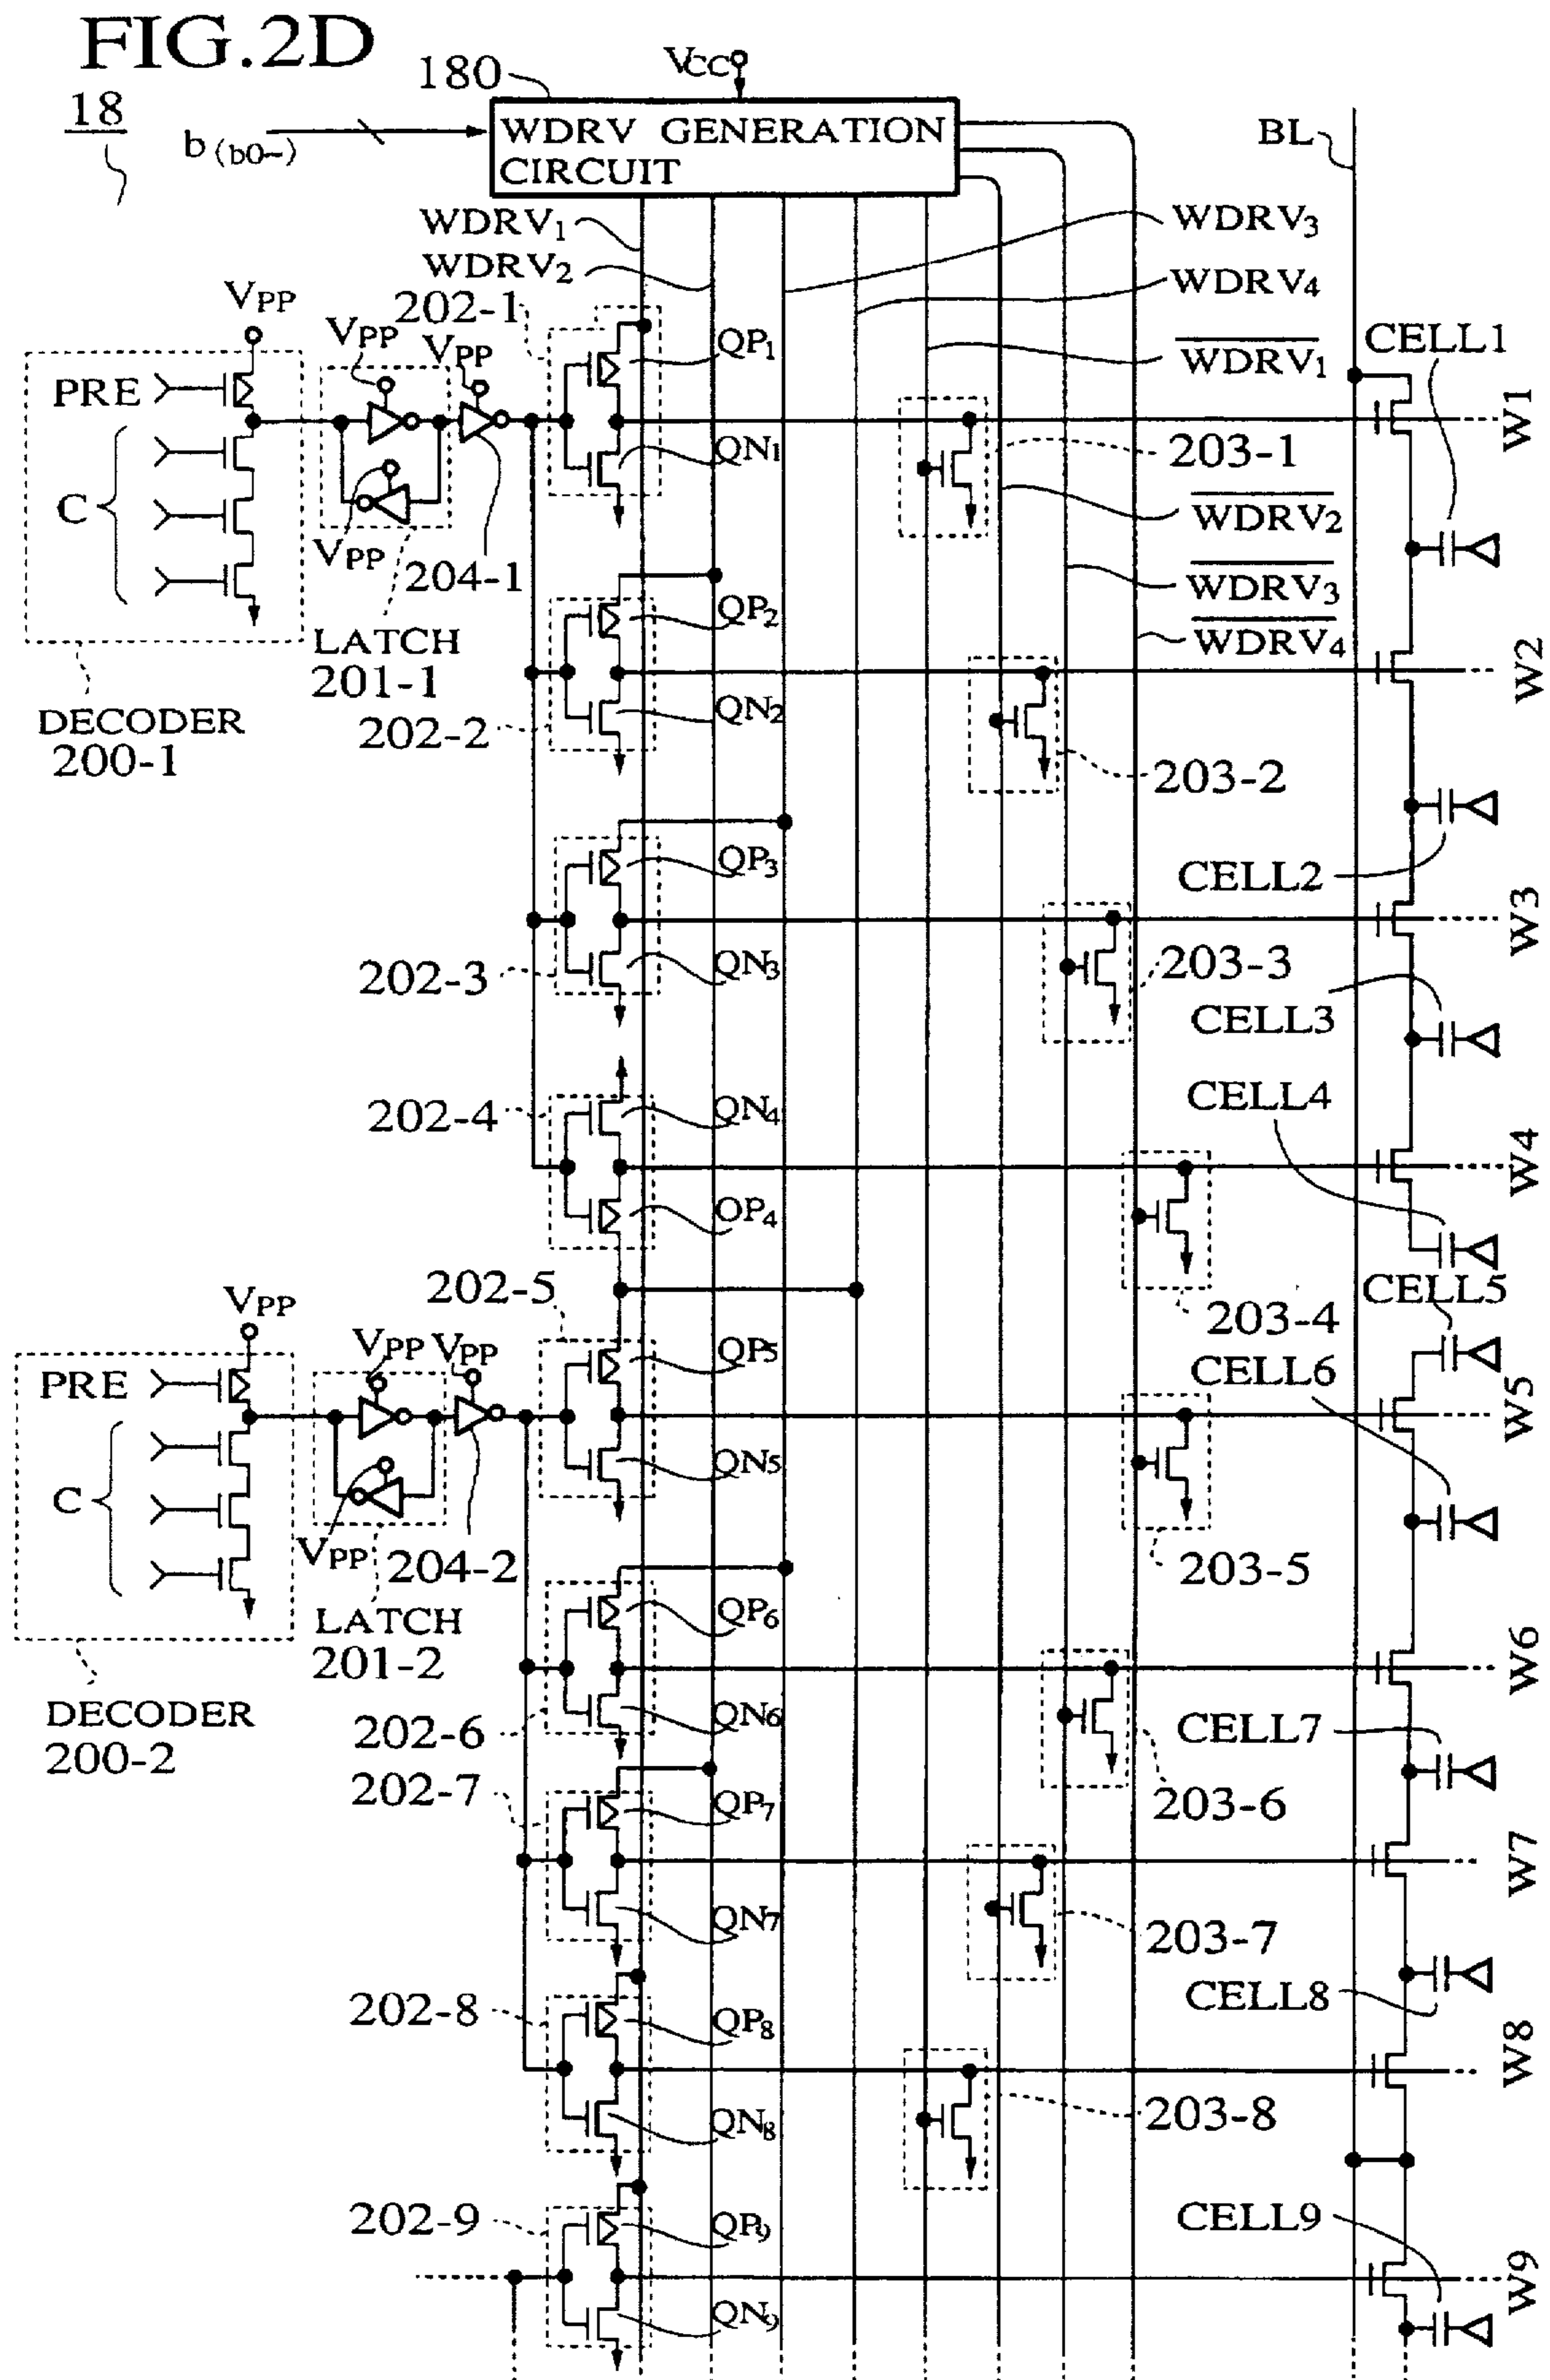 FIG.2D
18
180
VCC
b(b0~)
WDRV GENERATION
CIRCUIT
BL
WDRV1
WDRV2
WDRV3
WDRV4
202-1
VPP
VPP
VPP
PRE
C
VPP
204-1
LATCH
201-1
DECODER
200-1
QP1
QN1
WDRV1
203-1
WDRV2
WDRV3
WDRV4
CELL1
W1
QP2
QN2
202-2
203-2
W2
CELL2
QP3
QN3
202-3
203-3
W3
CELL3
202-4
QN4
OP4
203-4
CELL4
W4
202-5
QP5
QN5
203-5
CELL5
CELL6
W5
VPP
VPP
VPP
PRE
C
VPP
204-2
LATCH
201-2
DECODER
200-2
QP6
QN6
202-6
203-6
W6
CELL7
202-7
QP7
QN7
203-7
W7
CELL8
202-8
QP8
QN8
203-8
W8
202-9
QP9
QN9
CELL9
W9